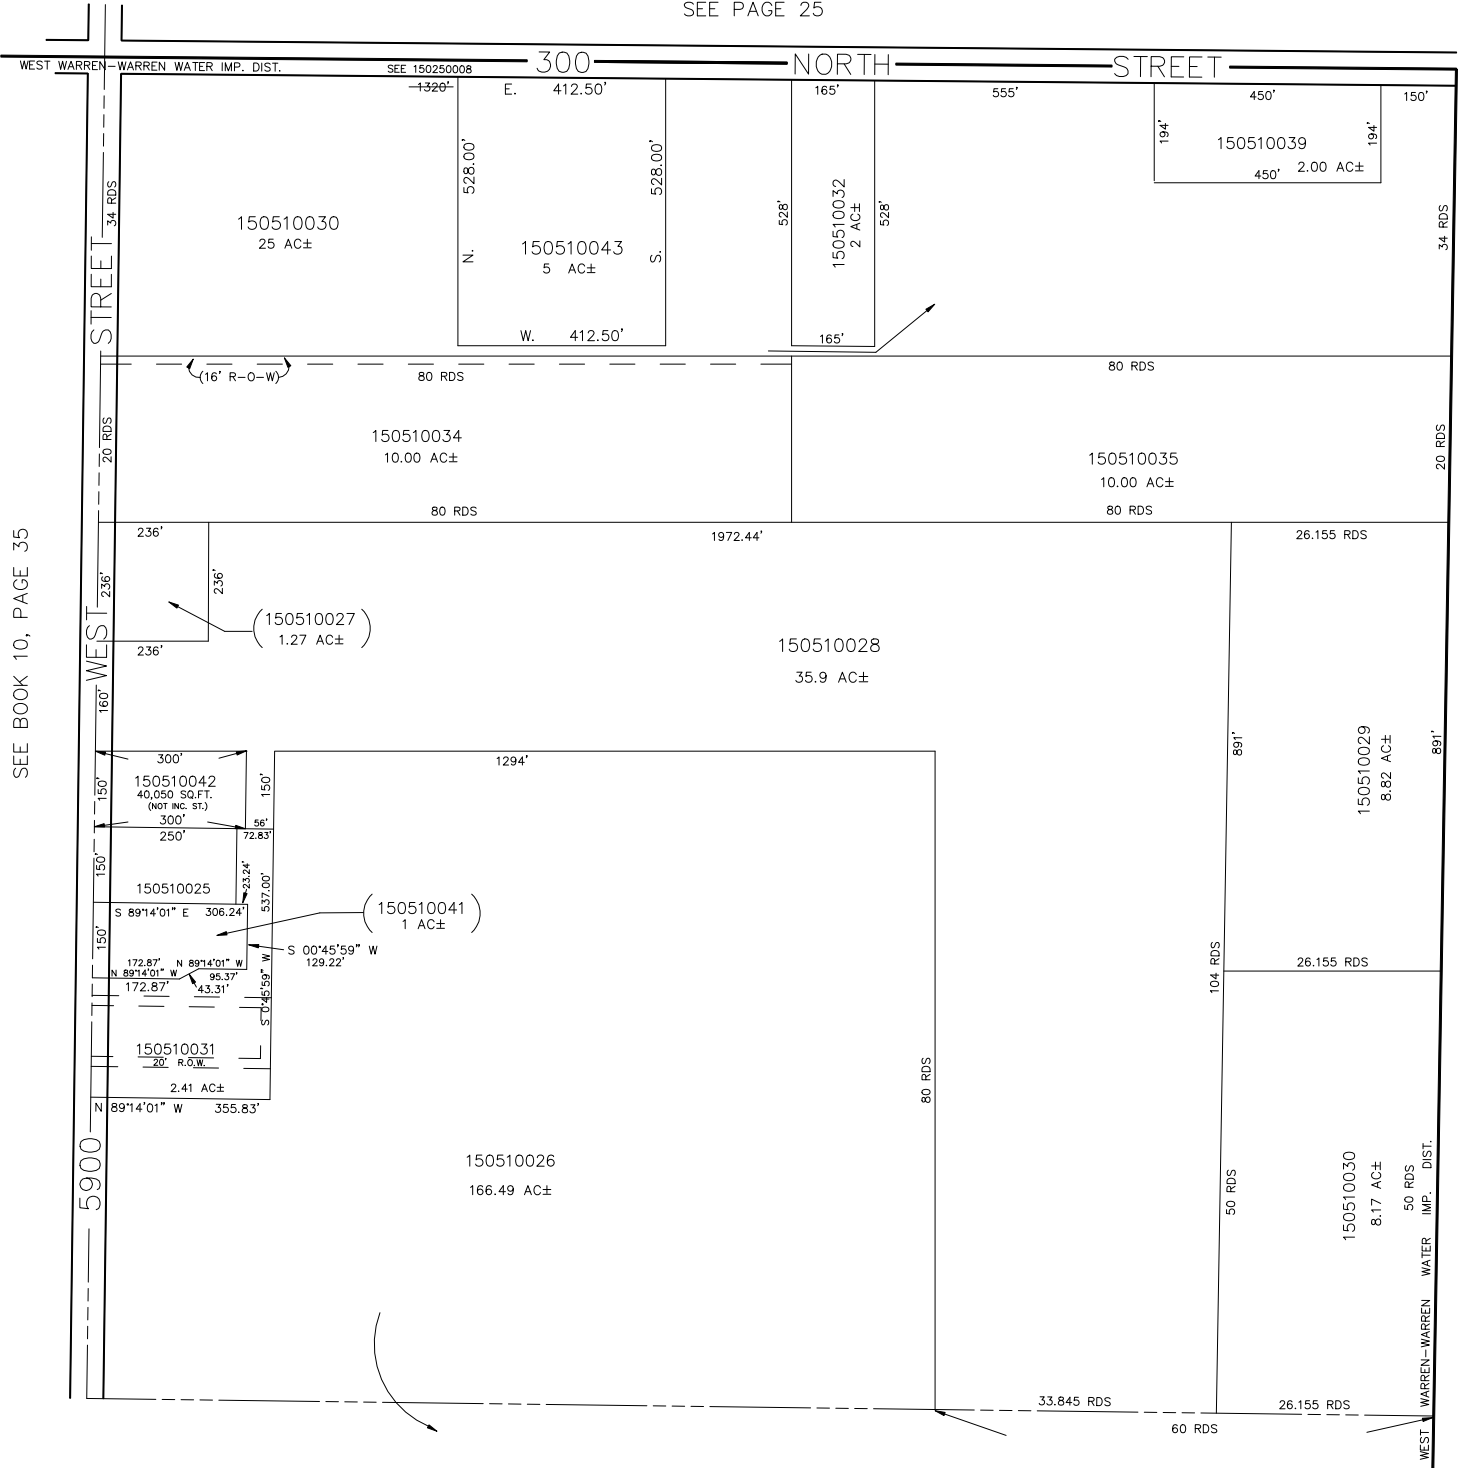 SEE PAGE 25
300 NORTH STREET
WEST WARREN-WARREN WATER IMP. DIST.
SEE 150250008
1320'
E. 412.50'
165'
555'
450'
150'
34 RDS
N. 528.00'
528.00' S.
528'
528'
194'
194'
150510039
2.00 AC±
450'
34 RDS
150510030
25 AC±
150510043
5 AC±
150510032
2 AC±
W. 412.50'
165'
(16' R-O-W)
80 RDS
80 RDS
STREET
20 RDS
150510034
10.00 AC±
150510035
10.00 AC±
20 RDS
80 RDS
80 RDS
236'
1972.44'
26.155 RDS
SEE BOOK 10, PAGE 35
236'
236'
(150510027)
1.27 AC±
236'
WEST
150510028
35.9 AC±
160'
891'
150510029
8.82 AC±
891'
300'
1294'
150510042
40,050 SQ.FT.
(NOT INC. ST.)
150'
150'
300'
56'
250'
72.83'
150'
23.24'
537.00'
150510025
S 89°14'01" E 306.24'
(150510041)
1 AC±
150'
S 00°45'59" W
129.22'
172.87' N 89°14'01" W
N 89°14'01" W 95.37'
172.87' 43.31'
S 0°45'59" W
104 RDS
26.155 RDS
150510031
20' R.O.W.
2.41 AC±
N 89°14'01" W 355.83'
80 RDS
5900
150510026
166.49 AC±
50 RDS
150510030
8.17 AC±
50 RDS
WEST WARREN-WARREN WATER IMP. DIST.
33.845 RDS
26.155 RDS
60 RDS